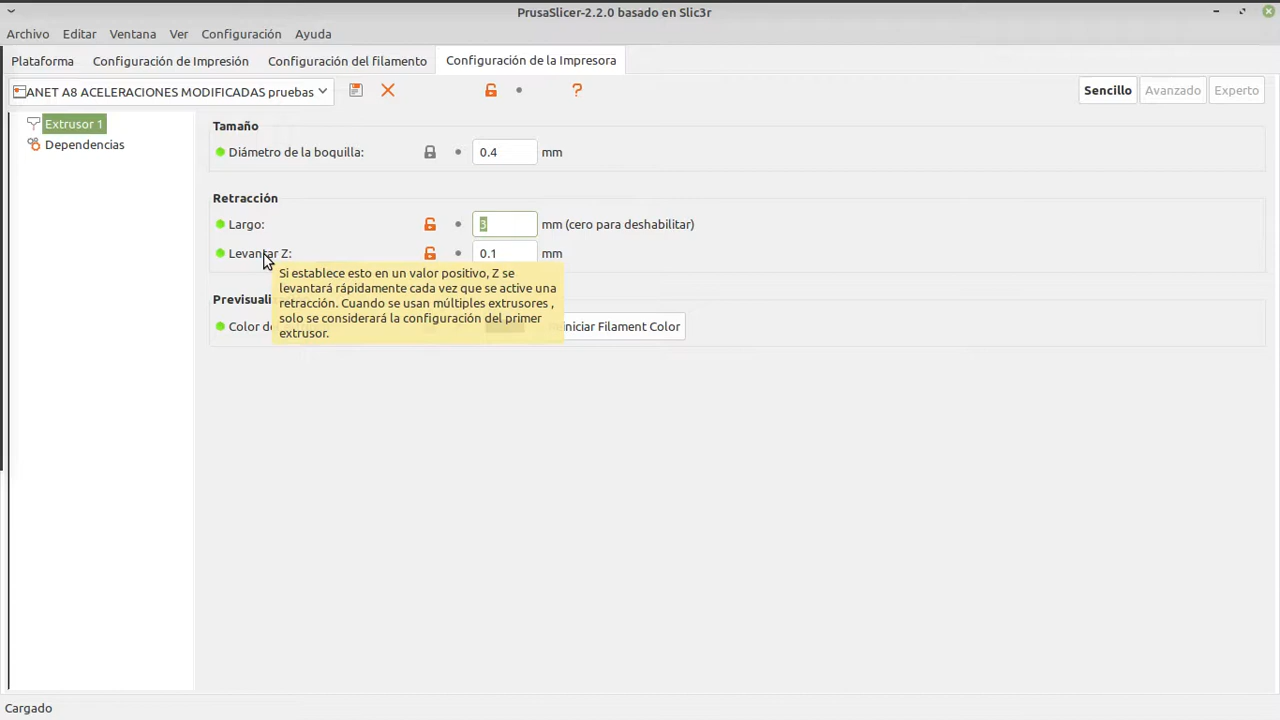 PrusaSlicer-2.2.0 basado en Slic3r
Archivo Editar Ventana Ver Configuración Ayuda
Plataforma Configuración de Impresión Configuración del filamento Configuración de la Impresora
ANET A8 ACELERACIONES MODIFICADAS pruebas ? Sencillo Avanzado Experto
Extrusor 1
Dependencias
Tamaño
Diámetro de la boquilla: 0.4 mm
Retracción
Largo: 3 mm (cero para deshabilitar)
Levantar Z: 0.1 mm
Si establece esto en un valor positivo, Z se
levantará rápidamente cada vez que se active una
retracción. Cuando se usan múltiples extrusores ,
solo se considerará la configuración del primer
extrusor.
Previsuali
Color de iniciar Filament Color
Cargado